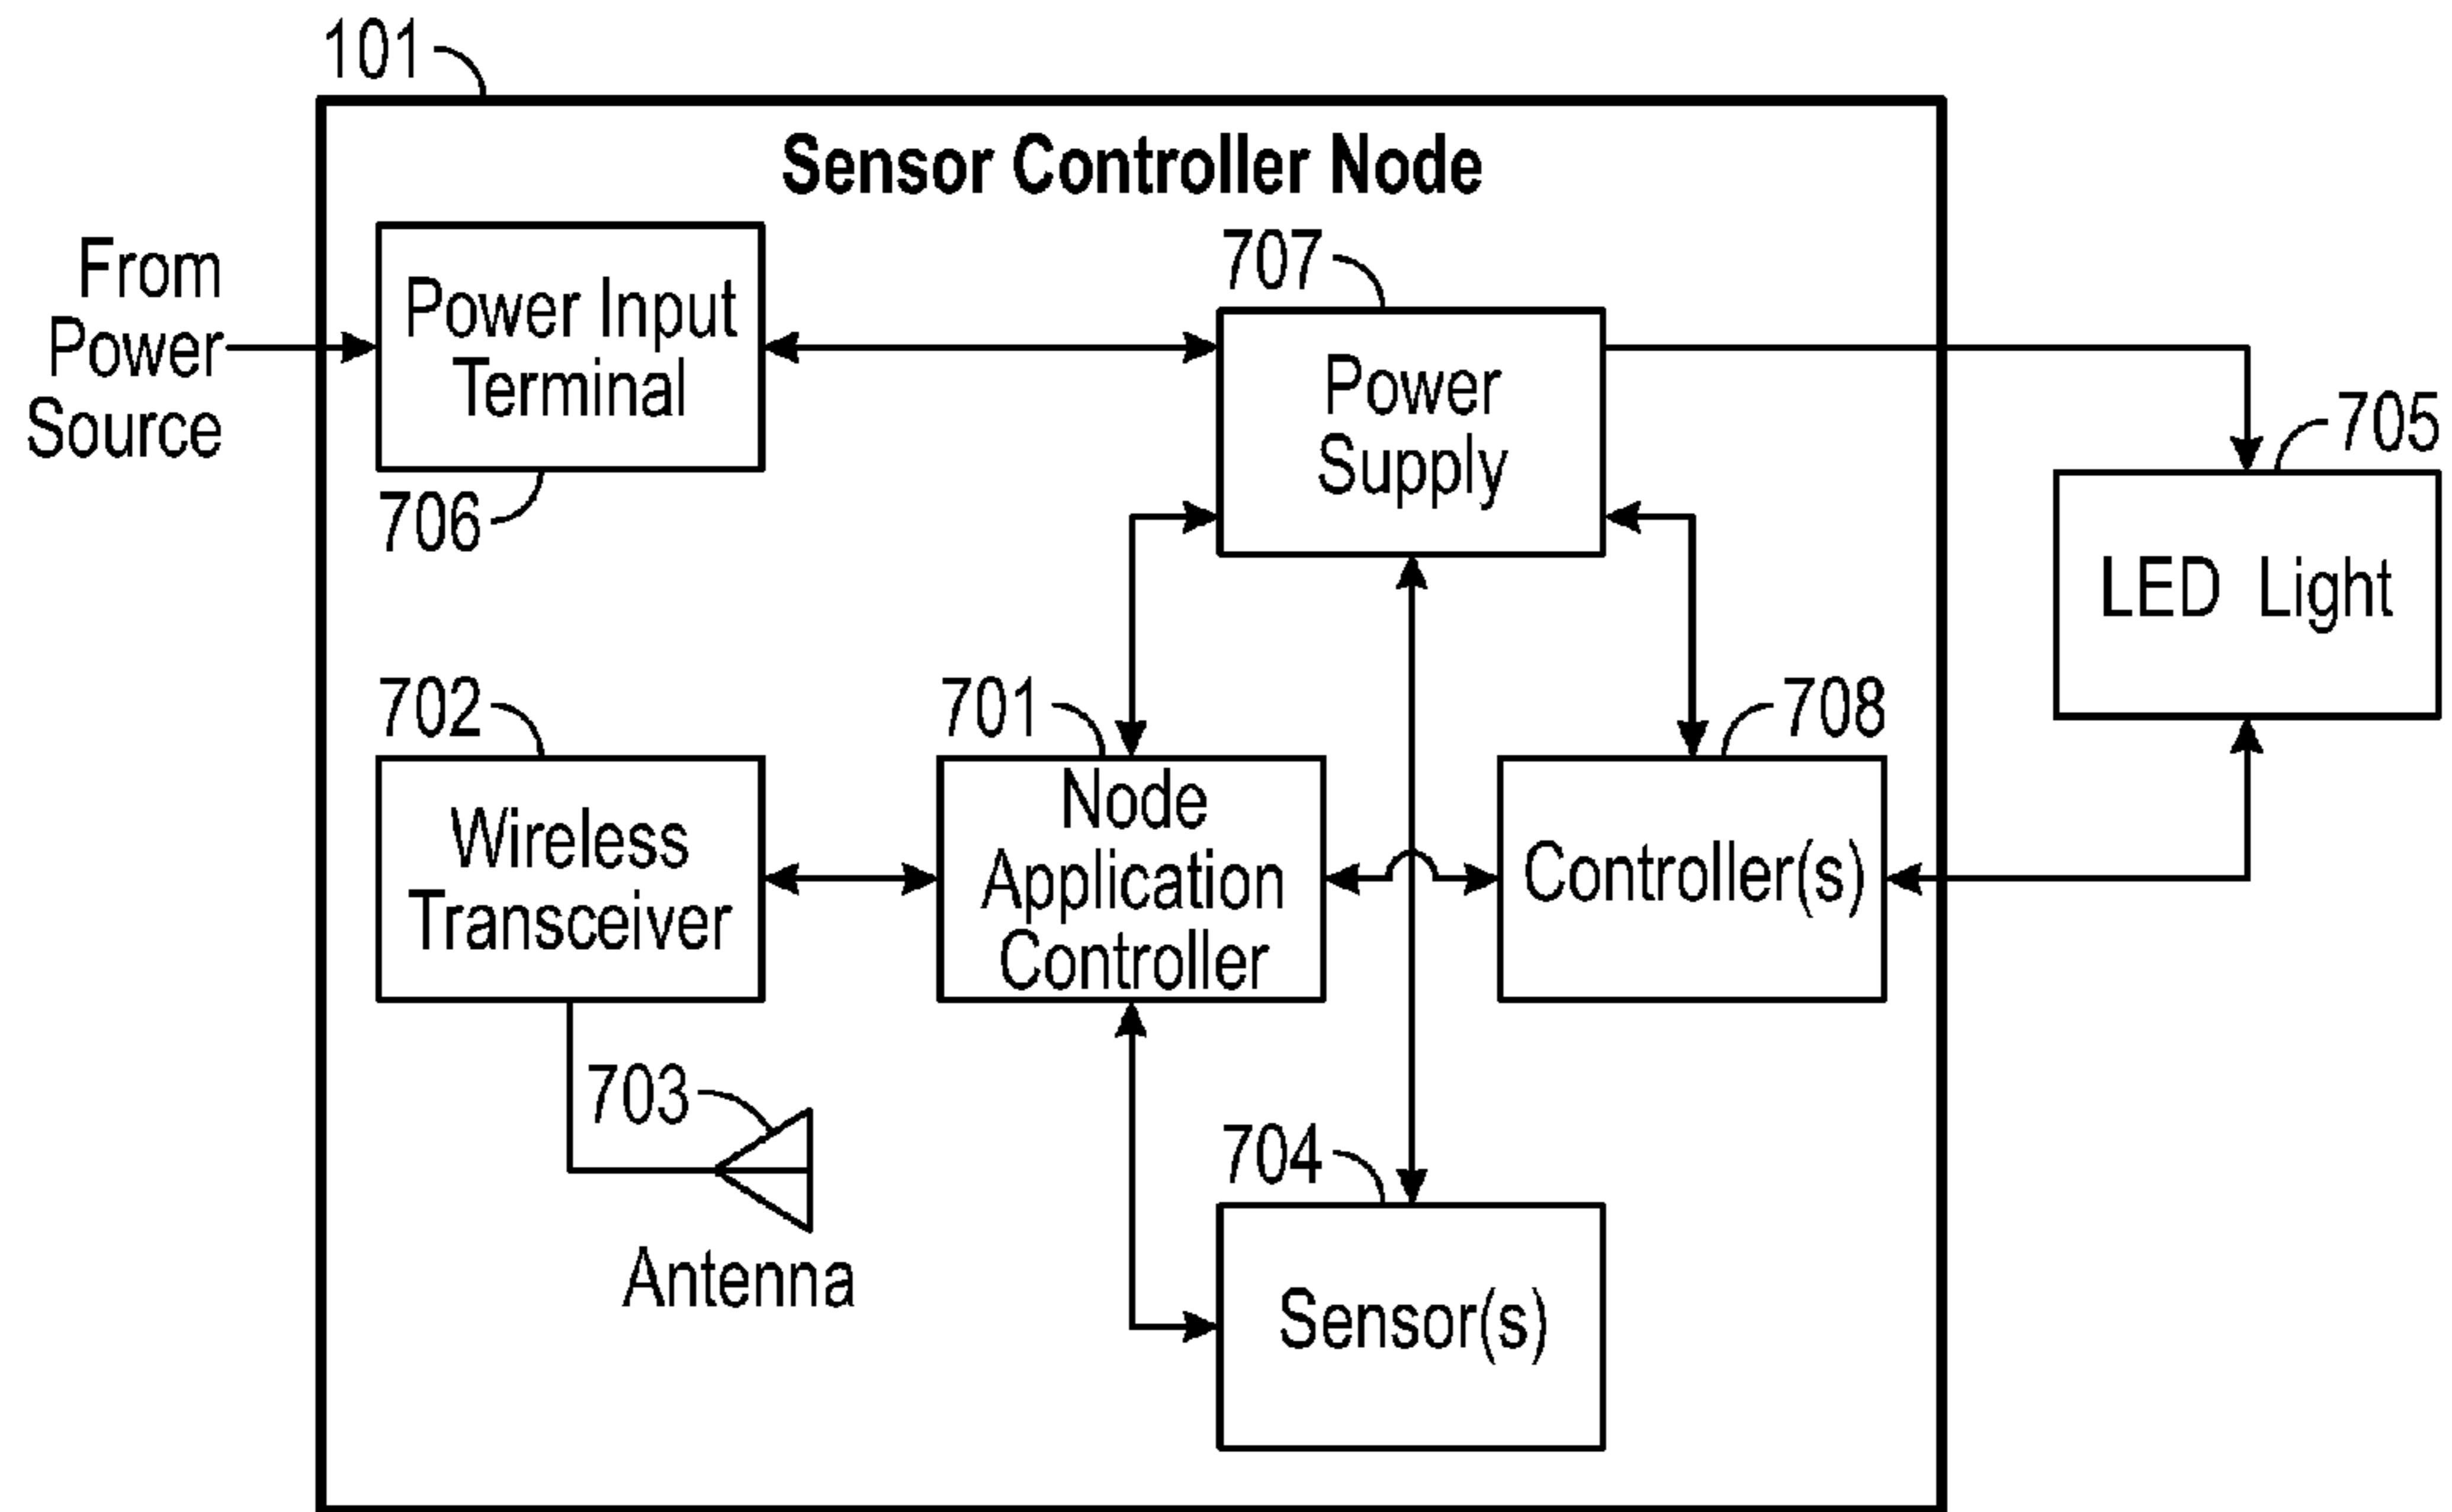 101
Sensor Controller Node
From
Power
Source
Power Input
Terminal
706
707
Power
Supply
705
LED Light
702
Wireless
Transceiver
701
Node
Application
Controller
708
Controller(s)
703
Antenna
704
Sensor(s)